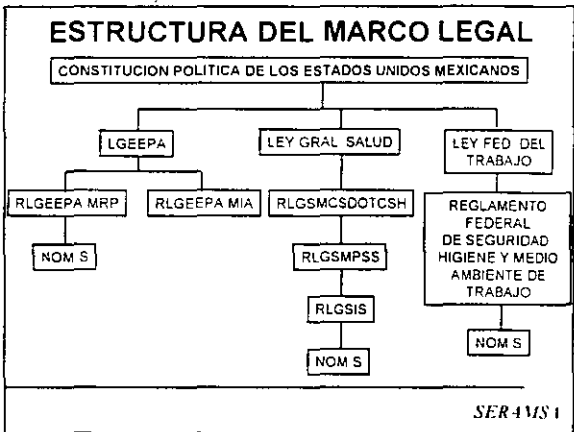 ESTRUCTURA DEL MARCO LEGAL
CONSTITUCION POLITICA DE LOS ESTADOS UNIDOS MEXICANOS
LGEEPA
LEY GRAL SALUD
LEY FED DEL
TRABAJO
RLGEEPA MRP
RLGEEPA MIA
RLGSMCSDOTCSH
REGLAMENTO
FEDERAL
DE SEGURIDAD
HIGIENE Y MEDIO
AMBIENTE DE
TRABAJO
NOM S
RLGSMPSS
RLGSIS
NOM S
NOM S